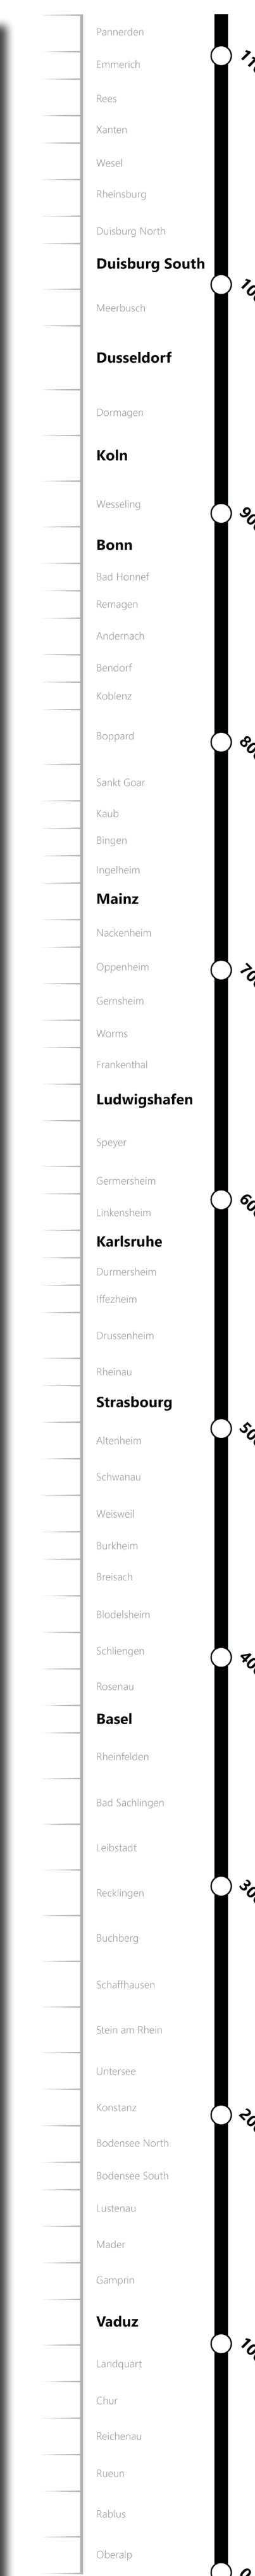 Pannerden
Emmerich
Rees
Xanten
Wesel
Rheinsburg
Duisburg North
Duisburg South
Meerbusch
Dusseldorf
Dormagen
Koln
Wesseling
Bonn
Bad Honnef
Remagen
Andernach
Bendorf
Koblenz
Boppard
Sankt Goar
Kaub
Bingen
Ingelheim
Mainz
Nackenheim
Oppenheim
Gernsheim
Worms
Frankenthal
Ludwigshafen
Speyer
Germersheim
Linkensheim
Karlsruhe
Durmersheim
Iffezheim
Drussenheim
Rheinau
Strasbourg
Altenheim
Schwanau
Weisweil
Burkheim
Breisach
Blodelsheim
Schliengen
Rosenau
Basel
Rheinfelden
Bad Sachlingen
Leibstadt
Recklingen
Buchberg
Schaffhausen
Stein am Rhein
Untersee
Konstanz
Bodensee North
Bodensee South
Lustenau
Mader
Gamprin
Vaduz
Landquart
Chur
Reichenau
Rueun
Rablus
Oberalp